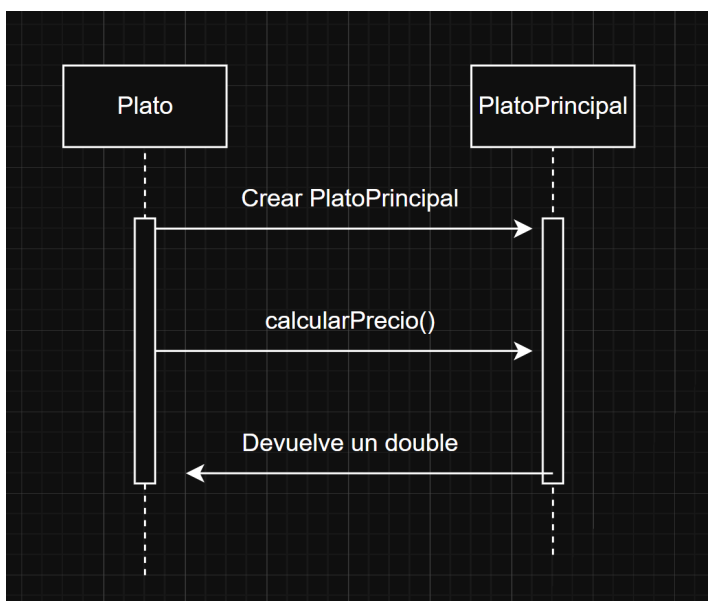 Plato
PlatoPrincipal
Crear PlatoPrincipal
calcularPrecio()
Devuelve un double